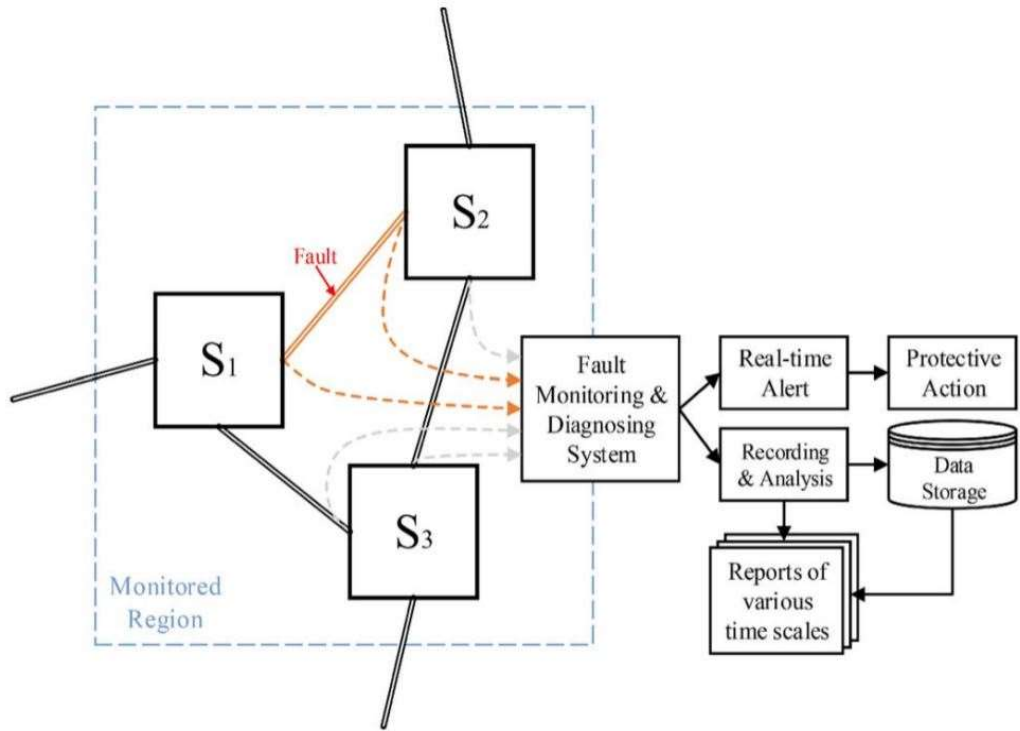 S2
Fault
S1
Fault
Monitoring &
Diagnosing
System
Real-time
Alert
Protective
Action
Recording
& Analysis
Data
Storage
S3
Reports of
various
time scales
Monitored
Region